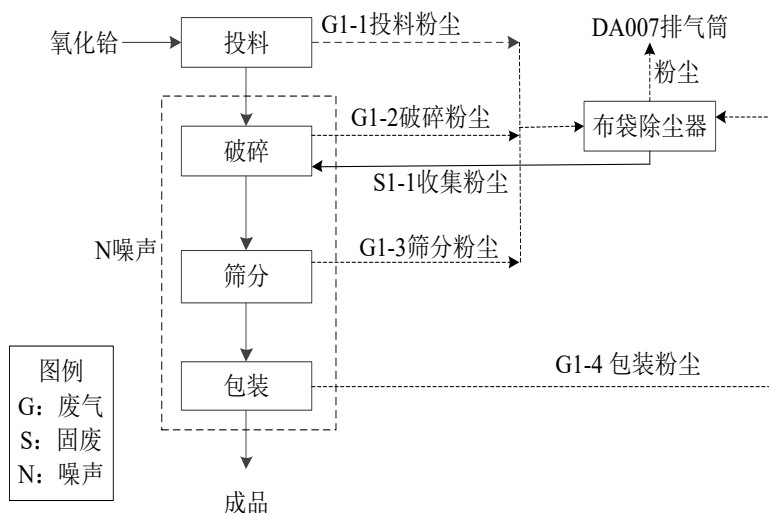 氧化铪
投料
G1-1投料粉尘
DA007排气筒
粉尘
布袋除尘器
G1-2破碎粉尘
破碎
S1-1收集粉尘
N噪声
G1-3筛分粉尘
筛分
G1-4 包装粉尘
包装
成品
图例
G：废气
S：固废
N：噪声